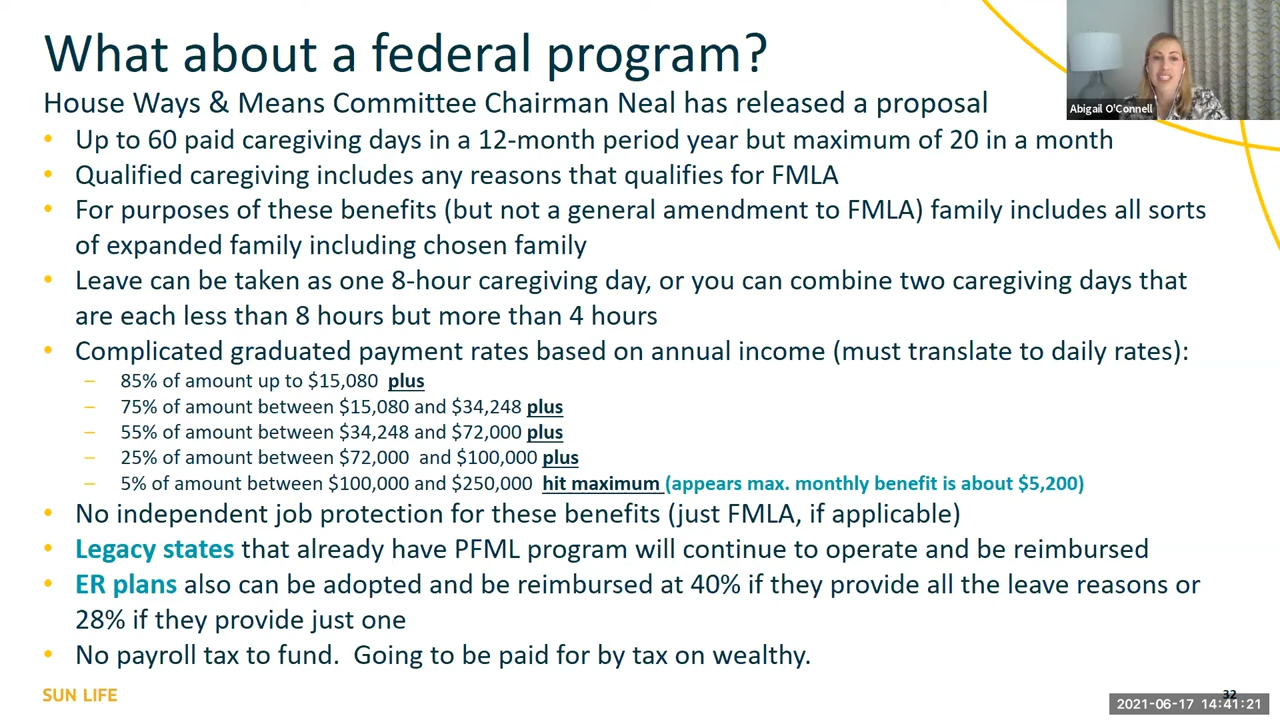 What about a federal program?
House Ways & Means Committee Chairman Neal has released a proposal
• Up to 60 paid caregiving days in a 12-month period year but maximum of 20 in a month
• Qualified caregiving includes any reasons that qualifies for FMLA
• For purposes of these benefits (but not a general amendment to FMLA) family includes all sorts
of expanded family including chosen family
• Leave can be taken as one 8-hour caregiving day, or you can combine two caregiving days that
are each less than 8 hours but more than 4 hours
• Complicated graduated payment rates based on annual income (must translate to daily rates):
– 85% of amount up to $15,080 plus
– 75% of amount between $15,080 and $34,248 plus
– 55% of amount between $34,248 and $72,000 plus
– 25% of amount between $72,000 and $100,000 plus
– 5% of amount between $100,000 and $250,000 hit maximum (appears max. monthly benefit is about $5,200)
• No independent job protection for these benefits (just FMLA, if applicable)
• Legacy states that already have PFML program will continue to operate and be reimbursed
• ER plans also can be adopted and be reimbursed at 40% if they provide all the leave reasons or
28% if they provide just one
• No payroll tax to fund. Going to be paid for by tax on wealthy.
SUN LIFE
32
Abigail O'Connell
2021-06-17 14:41:21